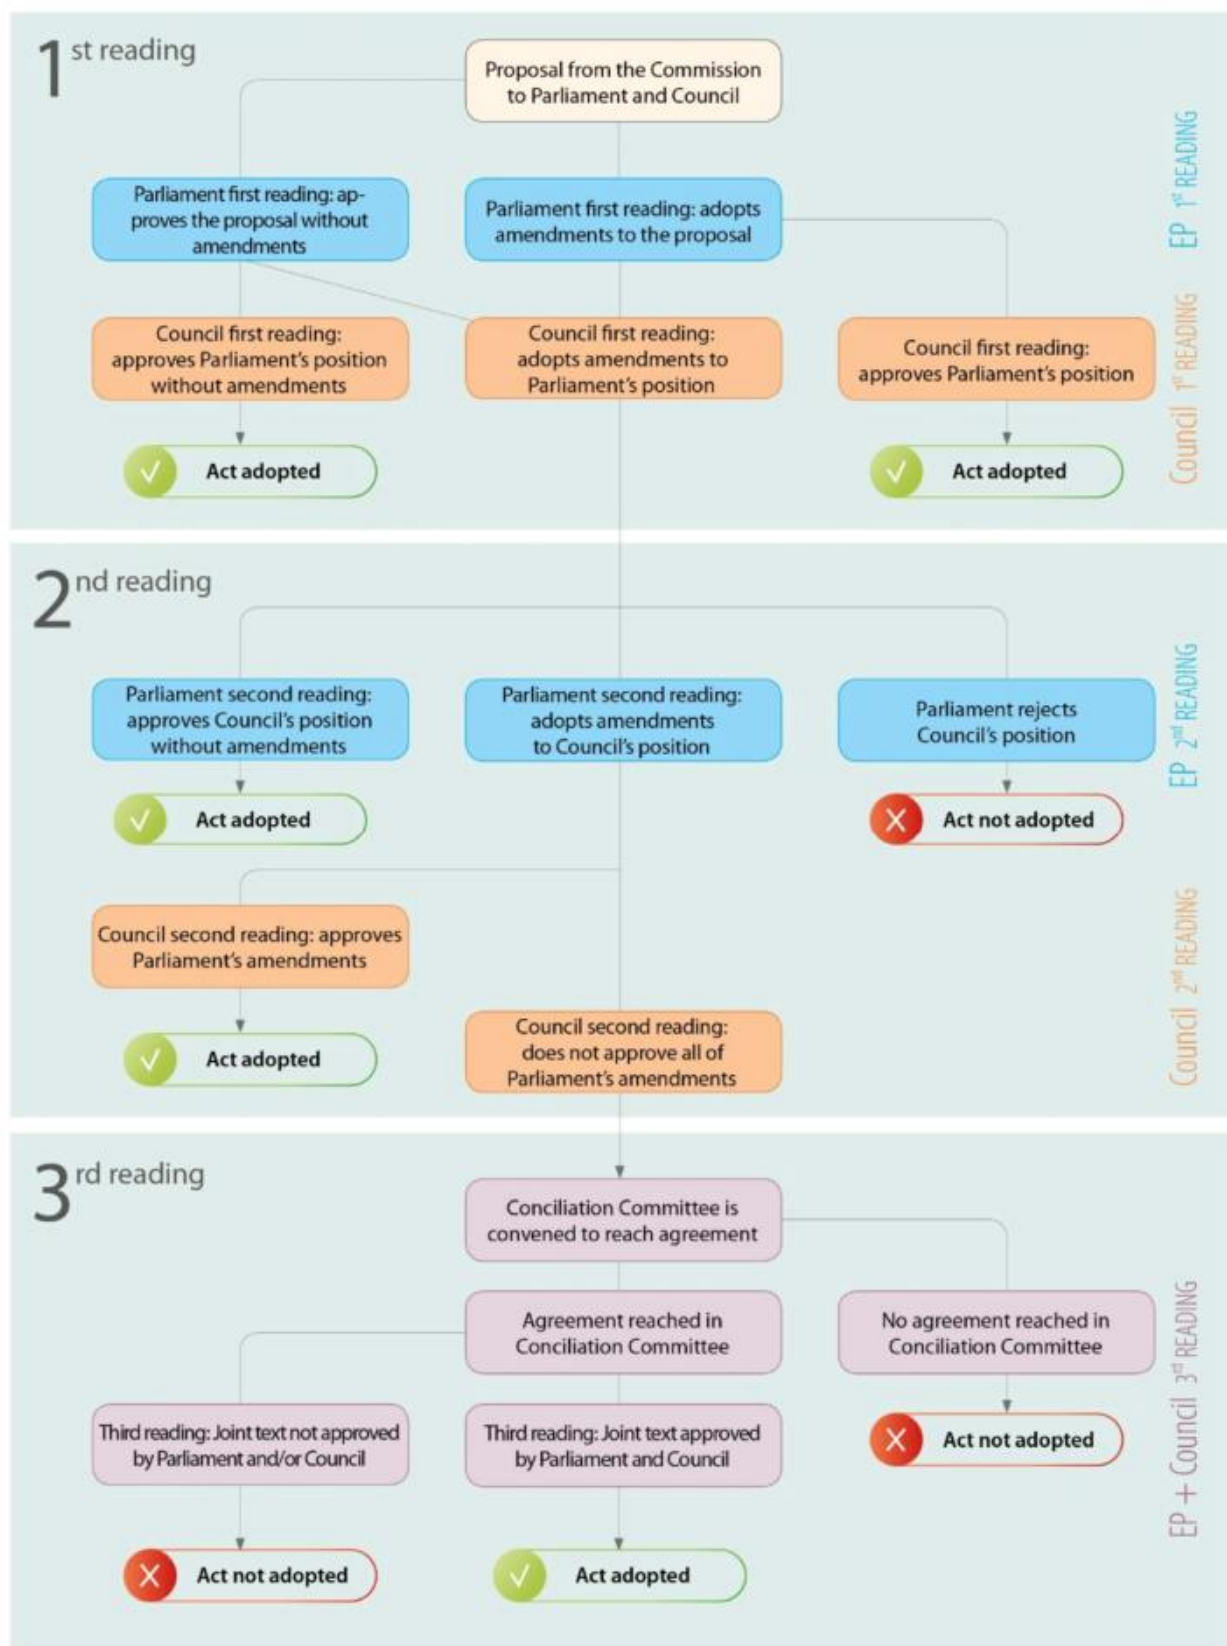 1st reading
Proposal from the Commission
to Parliament and Council
EP 1st READING
Parliament first reading: ap-
proves the proposal without
amendments
Parliament first reading: adopts
amendments to the proposal
Council 1st READING
Council first reading:
approves Parliament's position
without amendments
Council first reading:
adopts amendments to
Parliament's position
Council first reading:
approves Parliament's position
Act adopted
Act adopted
2nd reading
EP 2nd READING
Parliament second reading:
approves Council's position
without amendments
Parliament second reading:
adopts amendments
to Council's position
Parliament rejects
Council's position
Act adopted
Act not adopted
Council 2nd READING
Council second reading: approves
Parliament's amendments
Act adopted
Council second reading:
does not approve all of
Parliament's amendments
3rd reading
Conciliation Committee is
convened to reach agreement
EP + Council 3rd READING
Agreement reached in
Conciliation Committee
No agreement reached in
Conciliation Committee
Third reading: Joint text not approved
by Parliament and/or Council
Third reading: Joint text approved
by Parliament and Council
Act not adopted
Act not adopted
Act adopted